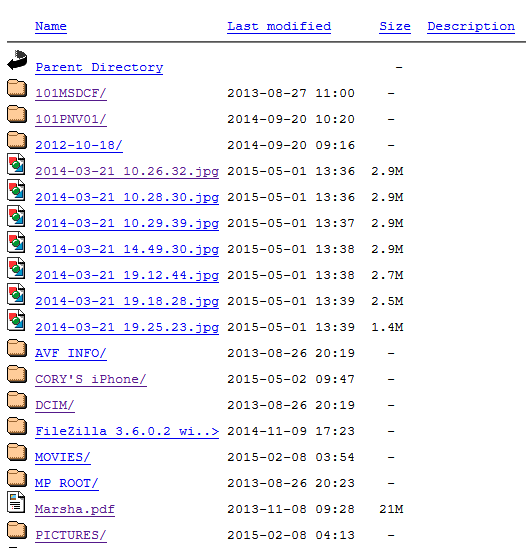 Name Last modified Size Description
Parent Directory -
101MSDCF/ 2013-08-27 11:00 -
101PNV01/ 2014-09-20 10:20 -
2012-10-18/ 2014-09-20 09:16 -
2014-03-21 10.26.32.jpg 2015-05-01 13:36 2.9M
2014-03-21 10.28.30.jpg 2015-05-01 13:36 2.9M
2014-03-21 10.29.39.jpg 2015-05-01 13:37 2.9M
2014-03-21 14.49.30.jpg 2015-05-01 13:38 2.9M
2014-03-21 19.12.44.jpg 2015-05-01 13:38 2.7M
2014-03-21 19.18.28.jpg 2015-05-01 13:39 2.5M
2014-03-21 19.25.23.jpg 2015-05-01 13:39 1.4M
AVF_INFO/ 2013-08-26 20:19 -
CORY'S iPhone/ 2015-05-02 09:47 -
DCIM/ 2013-08-26 20:19 -
FileZilla 3.6.0.2 wi..> 2014-11-09 17:23 -
MOVIES/ 2015-02-08 03:54 -
MP_ROOT/ 2013-08-26 20:23 -
Marsha.pdf 2013-11-08 09:28 21M
PICTURES/ 2015-02-08 04:13 -